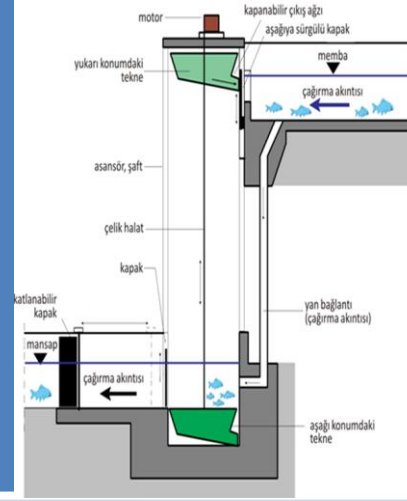 motor
kapanabilir çıkış ağzı
aşağıya sürgülü kapak
yukarı konumdaki
tekne
memba
çağırma akıntısı
asansör, şaft
çelik halat
kapak
katlanabilir
kapak
mansap
çağırma akıntısı
yan bağlantı
(çağırma akıntısı)
aşağı konumdaki
tekne